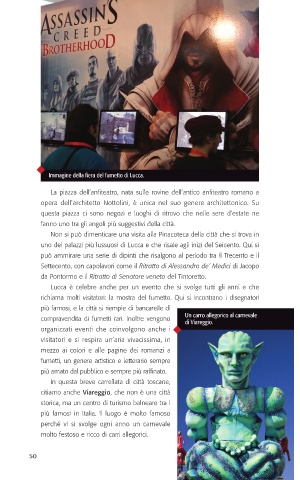 ASSASSIN'S
CREED
BROTHERHOOD
Immagine della fiera del fumetto di Lucca.
La piazza dell'anfiteatro, nata sulle rovine dell'antico anfiteatro romano a
opera dell'architetto Nottolini, è unica nel suo genere architettonico. Su
questa piazza ci sono negozi e luoghi di ritrovo che nelle sere d'estate ne
fanno uno tra gli angoli più suggestivi della città.
Non si può dimenticare una visita alla Pinacoteca della città che si trova in
uno dei palazzi più lussuosi di Lucca e che risale agli inizi del Seicento. Qui si
può ammirare una serie di dipinti che risalgono al periodo tra il Trecento e il
Settecento, con capolavori come il Ritratto di Alessandro de' Medici di Jacopo
da Pontormo e il Ritratto di Senatore veneto del Tintoretto.
Lucca è celebre anche per un evento che si svolge tutti gli anni e che
richiama molti visitatori: la mostra del fumetto. Qui si incontrano i disegnatori
più famosi, e la città si riempie di bancarelle di
compravendita di fumetti rari. Inoltre vengono
organizzati eventi che coinvolgono anche i
visitatori e si respira un'aria vivacissima, in
mezzo ai colori e alle pagine dei romanzi a
fumetti, un genere artistico e letterario sempre
più amato dal pubblico e sempre più raffinato.
In questa breve carrellata di città toscane,
citiamo anche Viareggio, che non è una città
storica, ma un centro di turismo balneare tra i
più famosi in Italia. Il luogo è molto famoso
perché vi si svolge ogni anno un carnevale
molto festoso e ricco di carri allegorici.
Un carro allegorico al carnevale
di Viareggio.
50